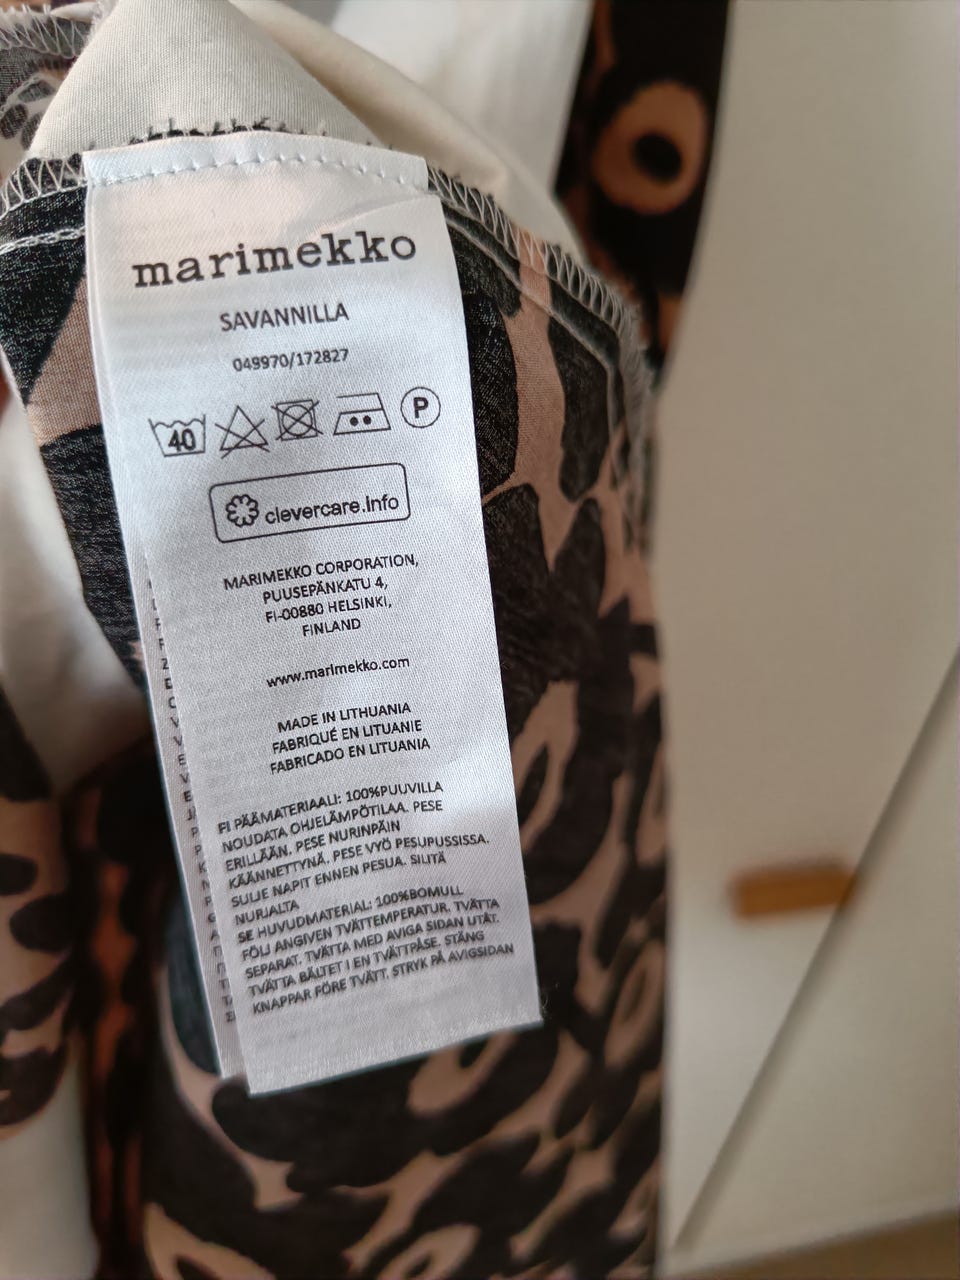 marimekko
SAVANNILLA
049970/172827
40 P
clevercare.info
MARIMEKKO CORPORATION,
PUUSEPÄNKATU 4,
FI-00880 HELSINKI,
FINLAND
www.marimekko.com
MADE IN LITHUANIA
FABRIQUÉ EN LITUANIE
FABRICADO EN LITUANIA
FI PÄÄMATERIAALI: 100%PUUVILLA
NOUDATA OHJELÄMPÖTILAA. PESE
ERILLÄÄN. PESE NURINPÄIN
KÄÄNNETTYNÄ. PESE VYÖ PESUPUSSISSA.
SULJE NAPIT ENNEN PESUA. SILITÄ
NURJALTA
SE HUVUDMATERIAL: 100%BOMULL
FÖLJ ANGIVEN TVÄTTEMPERATUR. TVÄTTA
SEPARAT. TVÄTTA MED AVIGA SIDAN UTÅT.
TVÄTTA BÄLTET I EN TVÄTTPÅSE. STÄNG
KNAPPAR FÖRE TVÄTT. STRYK PÅ AVIGSIDAN